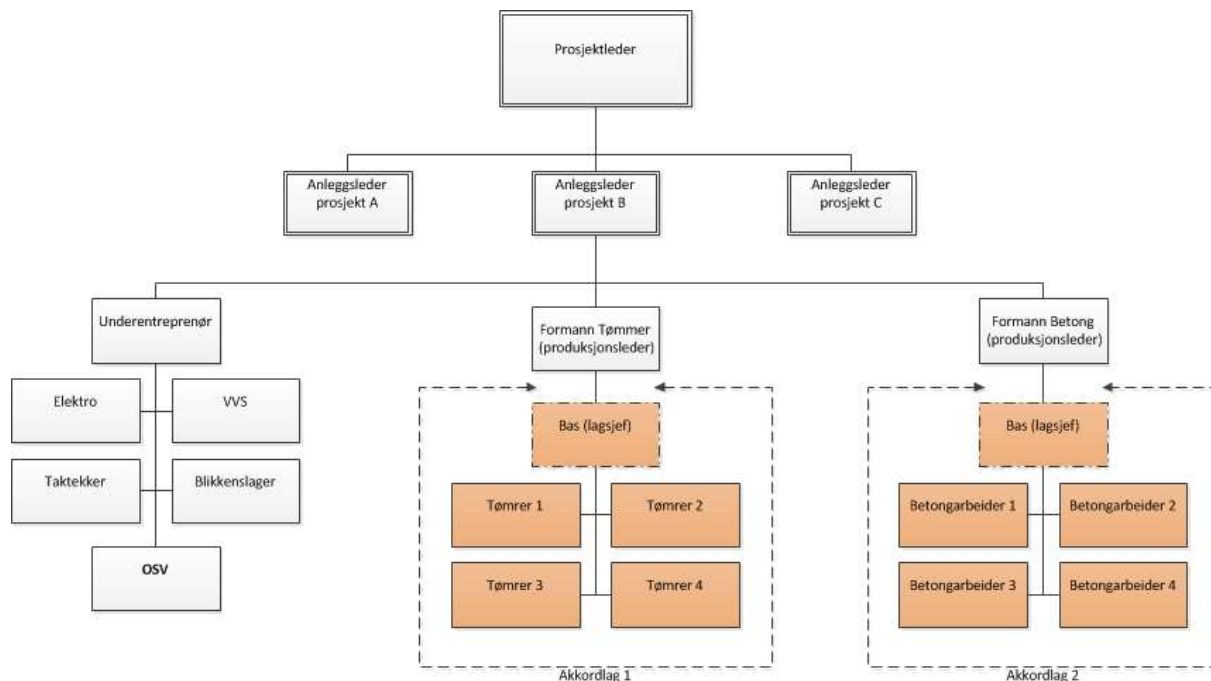 Prosjektleder
Anleggsleder
prosjekt A
Anleggsleder
prosjekt B
Anleggsleder
prosjekt C
Underentreprenør
Formann Tømmer
(produksjonsleder)
Formann Betong
(produksjonsleder)
Elektro
VVS
Taktekker
Blikkenslager
OSV
Bas (lagsjef)
Tømrer 1
Tømrer 2
Tømrer 3
Tømrer 4
Akkordlag 1
Bas (lagsjef)
Betongarbeider 1
Betongarbeider 2
Betongarbeider 3
Betongarbeider 4
Akkordlag 2